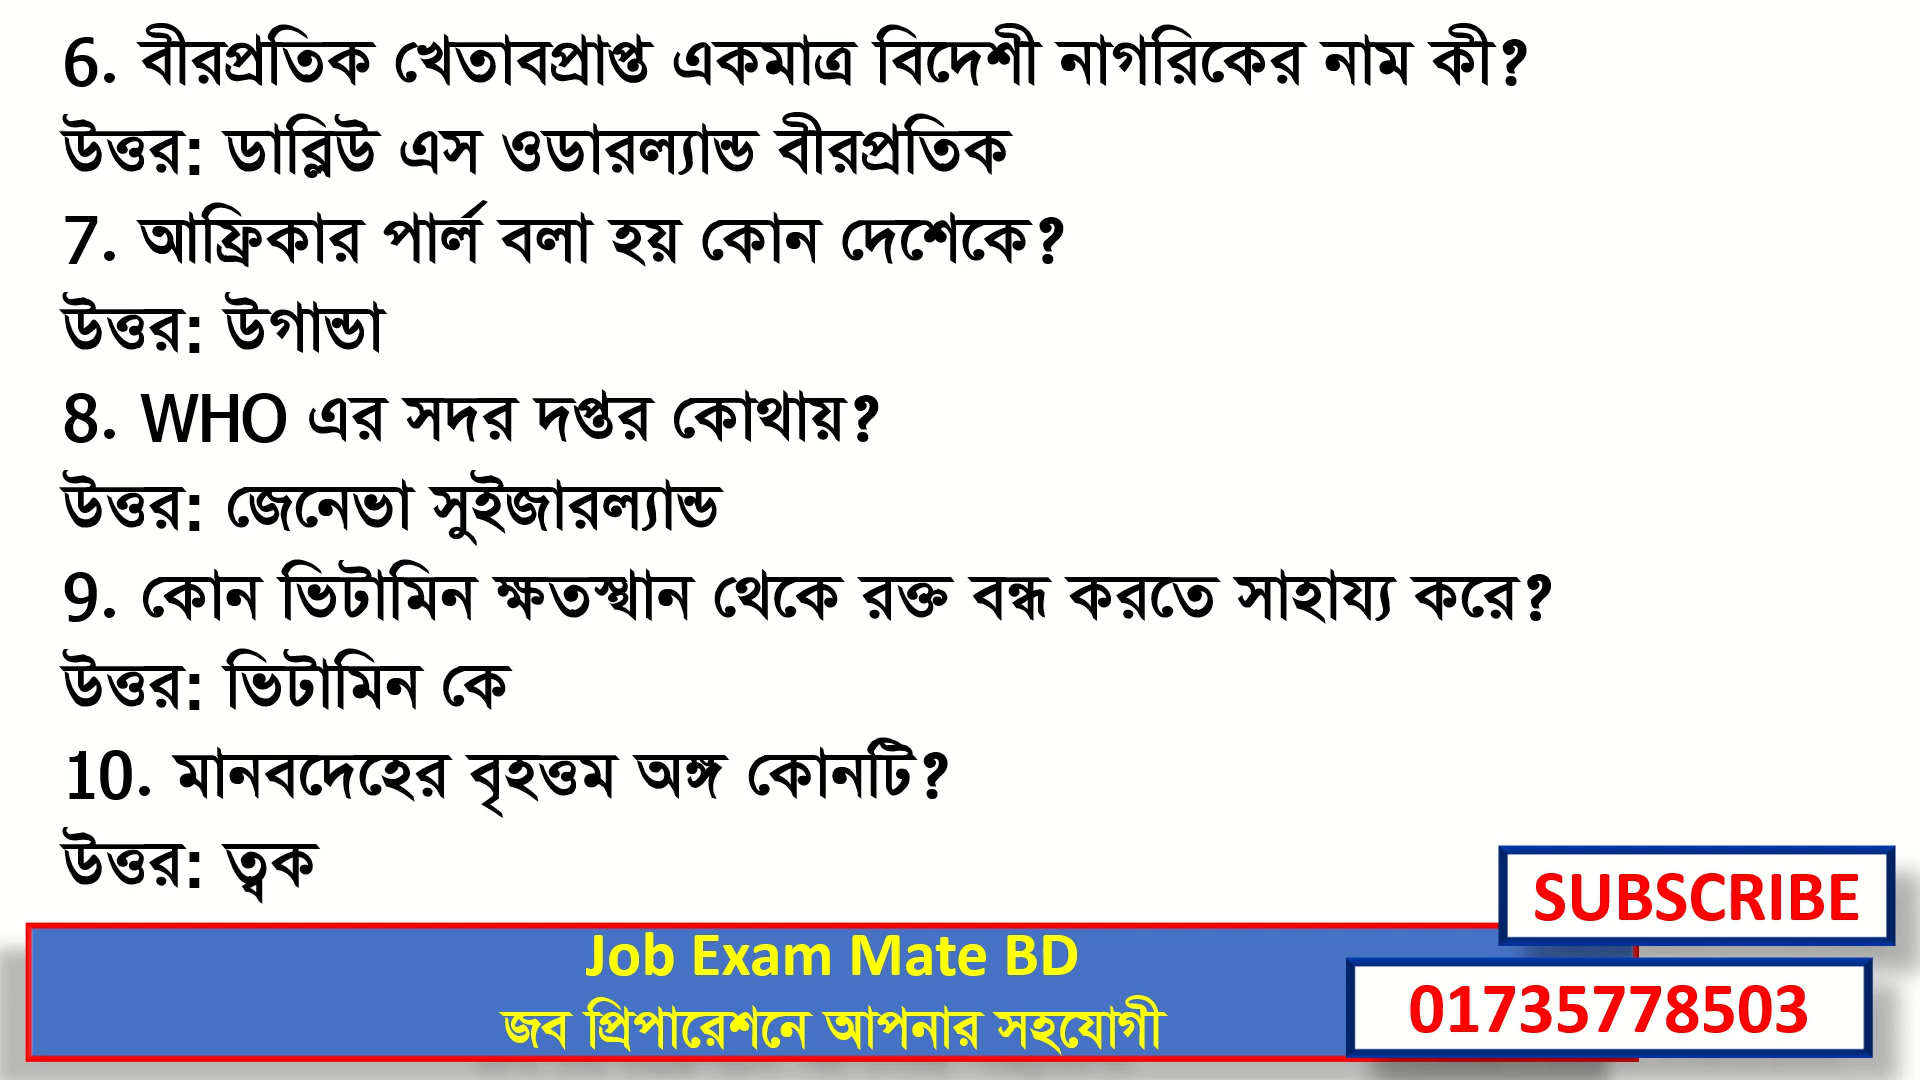 6. বীরপ্রতিক খেতাবপ্রাপ্ত একমাত্র বিদেশী নাগরিকের নাম কী?
উত্তর: ডাব্লিউ এস ওডারল্যান্ড বীরপ্রতিক
7. আফ্রিকার পার্ল বলা হয় কোন দেশেকে?
উত্তর: উগান্ডা
8. WHO এর সদর দপ্তর কোথায়?
উত্তর: জেনেভা সুইজারল্যান্ড
9. কোন ভিটামিন ক্ষতস্থান থেকে রক্ত বন্ধ করতে সাহায্য করে?
উত্তর: ভিটামিন কে
10. মানবদেহের বৃহত্তম অঙ্গ কোনটি?
উত্তর: ত্বক
SUBSCRIBE
Job Exam Mate BD
জব প্রিপারেশনে আপনার সহযোগী
01735778503